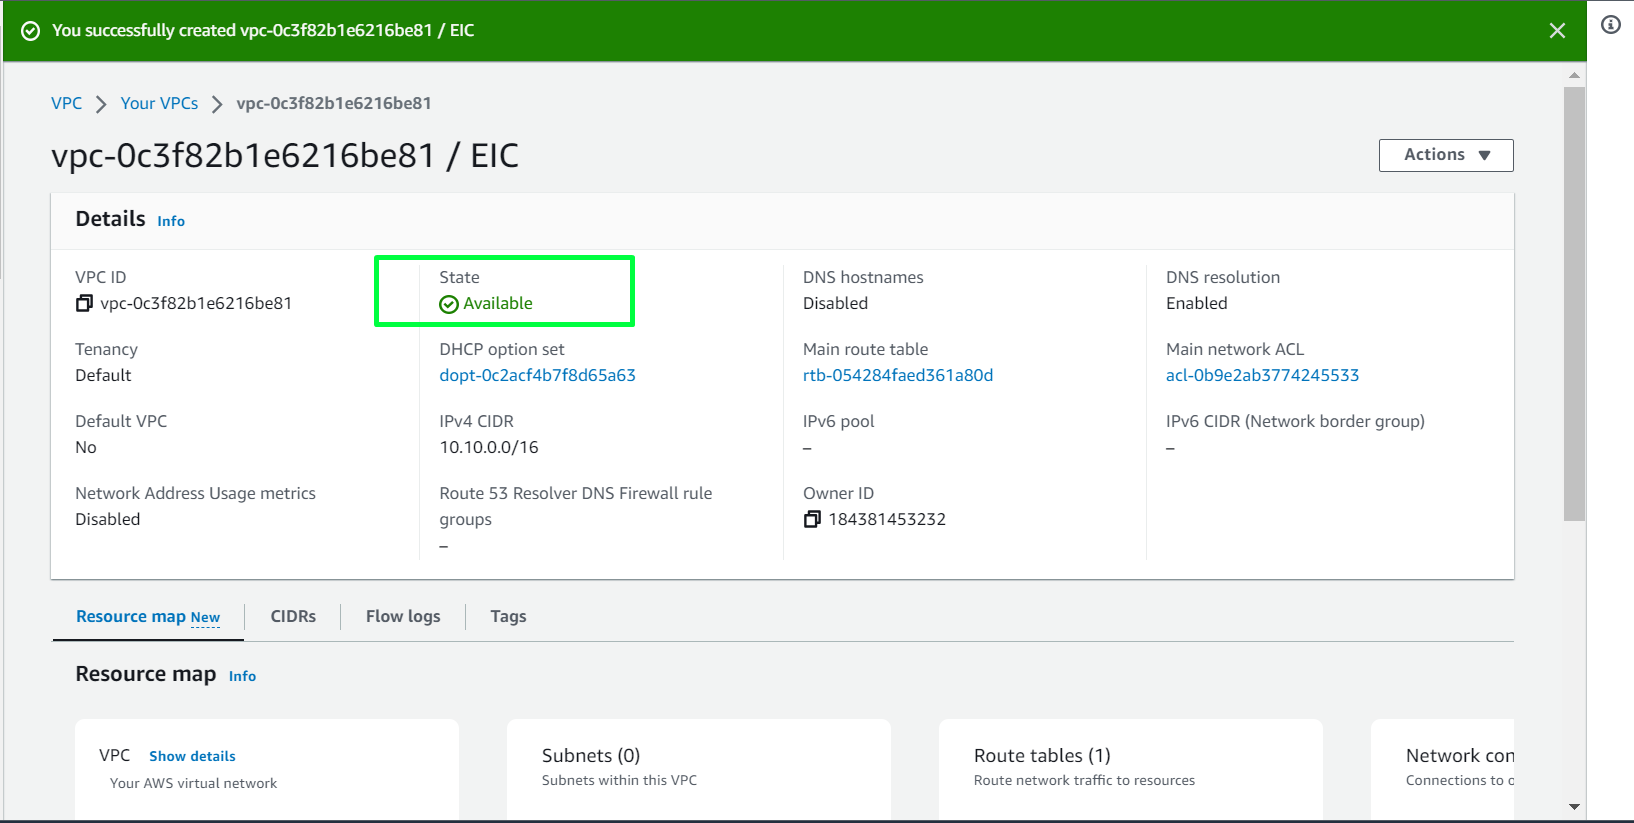 You successfully created vpc-0c3f82b1e6216be81 / EIC
VPC > Your VPCs > vpc-0c3f82b1e6216be81
vpc-0c3f82b1e6216be81 / EIC
Actions
Details Info
VPC ID
vpc-0c3f82b1e6216be81
State
Available
DNS hostnames
Disabled
DNS resolution
Enabled
Tenancy
Default
DHCP option set
dopt-0c2acf4b7f8d65a63
Main route table
rtb-054284faed361a80d
Main network ACL
acl-0b9e2ab3774245533
Default VPC
No
IPv4 CIDR
10.10.0.0/16
IPv6 pool
–
IPv6 CIDR (Network border group)
–
Network Address Usage metrics
Disabled
Route 53 Resolver DNS Firewall rule
groups
–
Owner ID
184381453232
Resource map New
CIDRs
Flow logs
Tags
Resource map Info
VPC Show details
Your AWS virtual network
Subnets (0)
Subnets within this VPC
Route tables (1)
Route network traffic to resources
Network con
Connections to o